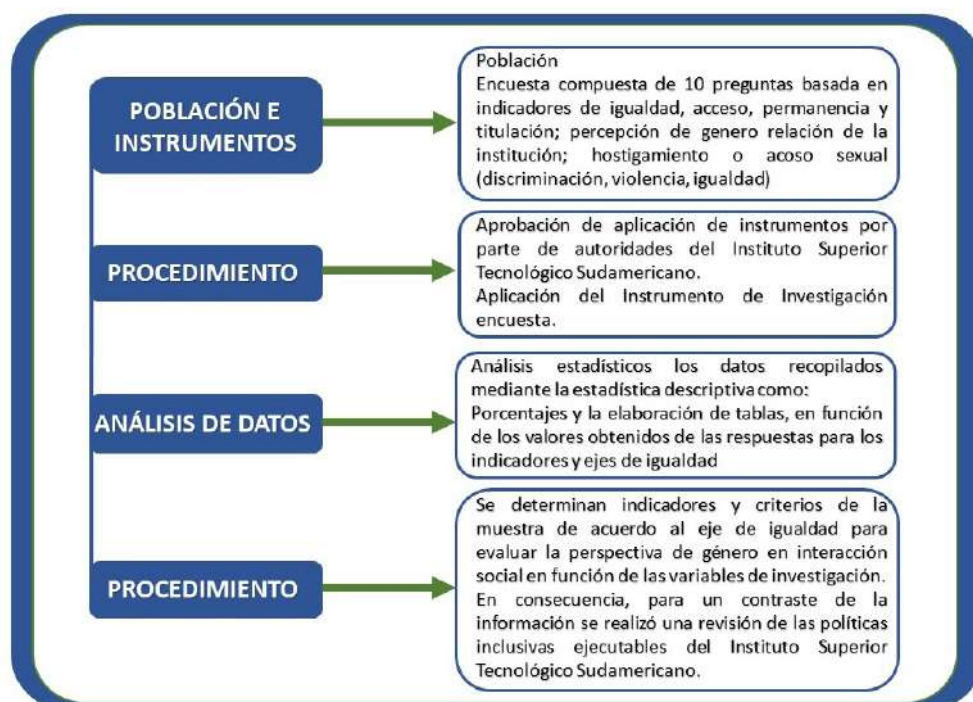 POBLACIÓN E
INSTRUMENTOS
Población
Encuesta compuesta de 10 preguntas basada en
indicadores de igualdad, acceso, permanencia y
titulación; percepción de genero relación de la
institución; hostigamiento o acoso sexual
(discriminación, violencia, igualdad)
PROCEDIMIENTO
Aprobación de aplicación de instrumentos por
parte de autoridades del Instituto Superior
Tecnológico Sudamericano.
Aplicación del Instrumento de Investigación
encuesta.
ANÁLISIS DE DATOS
Análisis estadísticos los datos recopilados
mediante la estadística descriptiva como:
Porcentajes y la elaboración de tablas, en función
de los valores obtenidos de las respuestas para los
indicadores y ejes de igualdad
PROCEDIMIENTO
Se determinan indicadores y criterios de la
muestra de acuerdo al eje de igualdad para
evaluar la perspectiva de género en interacción
social en función de las variables de investigación.
En consecuencia, para un contraste de la
información se realizó una revisión de las políticas
inclusivas ejecutables del Instituto Superior
Tecnológico Sudamericano.